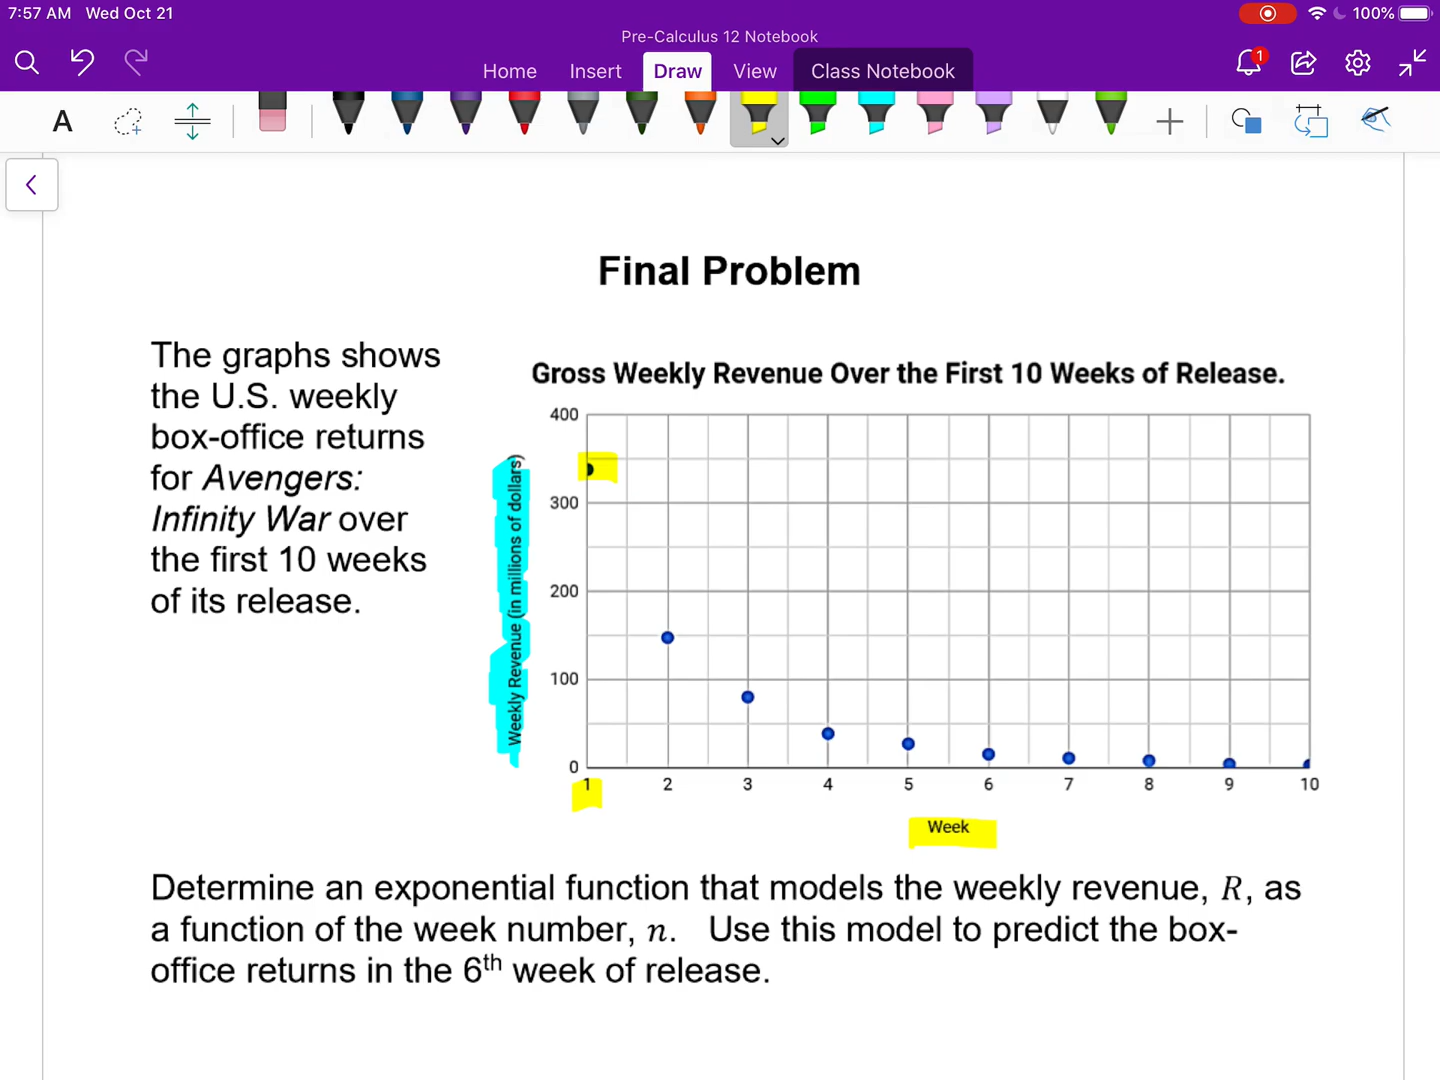 7:57 AM Wed Oct 21
100%
Pre-Calculus 12 Notebook
Home Insert Draw View Class Notebook
1
A
Final Problem
The graphs shows
the U.S. weekly
box-office returns
for Avengers:
Infinity War over
the first 10 weeks
of its release.
Gross Weekly Revenue Over the First 10 Weeks of Release.
Weekly Revenue (in millions of dollars)
400
300
200
100
0
1 2 3 4 5 6 7 8 9 10
Week
Determine an exponential function that models the weekly revenue, R, as
a function of the week number, n. Use this model to predict the box-
office returns in the 6th week of release.